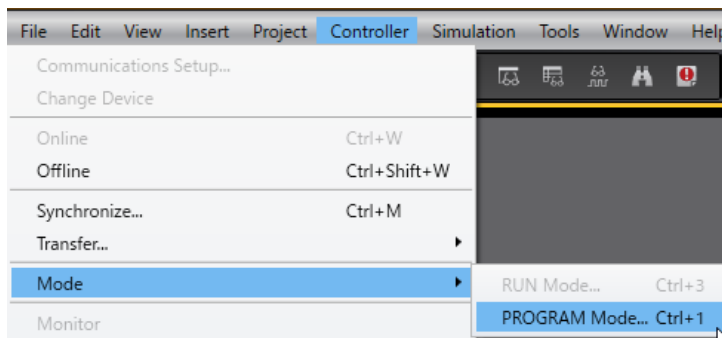 File Edit View Insert Project Controller Simulation Tools Window Help
Communications Setup...
Change Device
Online Ctrl+W
Offline Ctrl+Shift+W
Synchronize... Ctrl+M
Transfer...
Mode
RUN Mode... Ctrl+3
PROGRAM Mode... Ctrl+1
Monitor